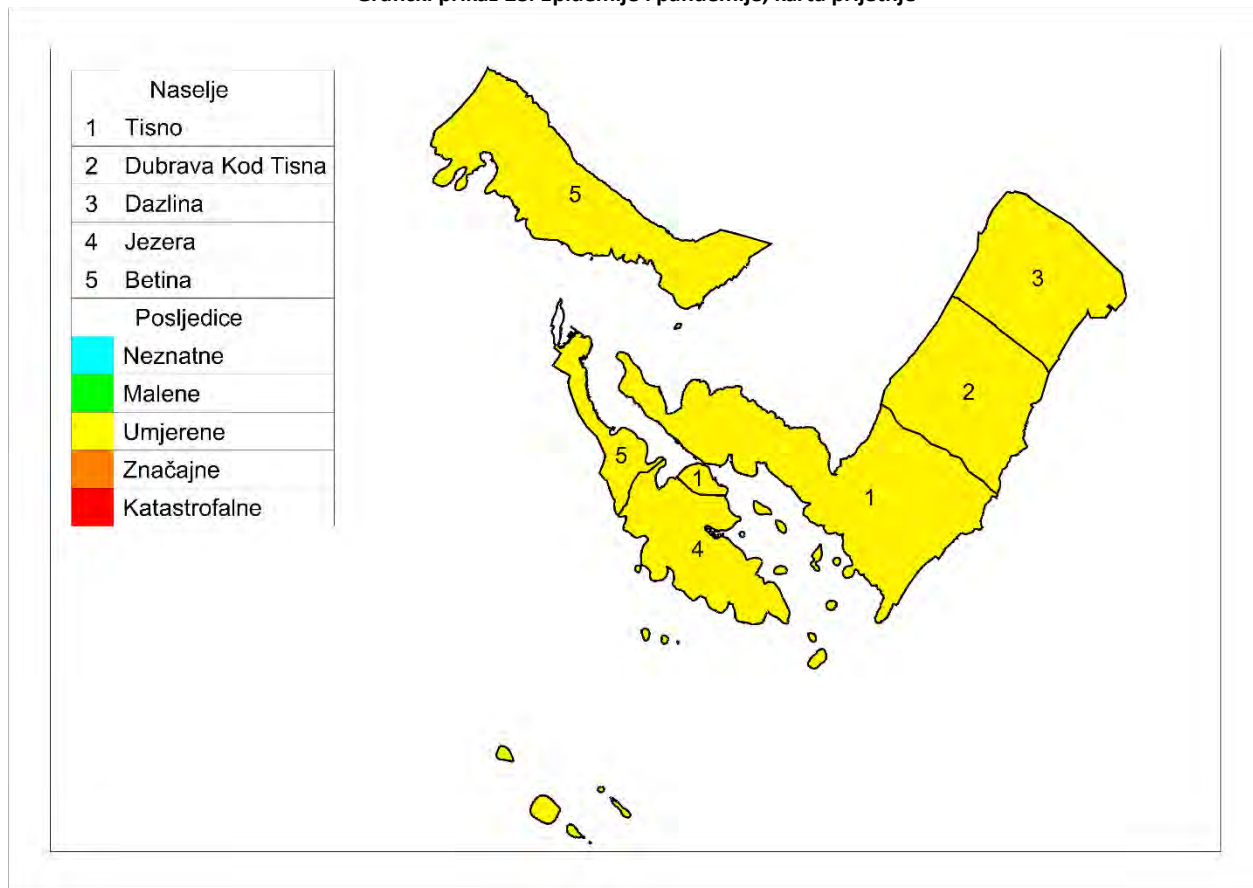 Naselje
1 Tisno
2 Dubrava Kod Tisna
3 Dazlina
4 Jezera
5 Betina
Posljedice
Neznatne
Malene
Umjerene
Značajne
Katastrofalne
5
3
2
5
1
1
4